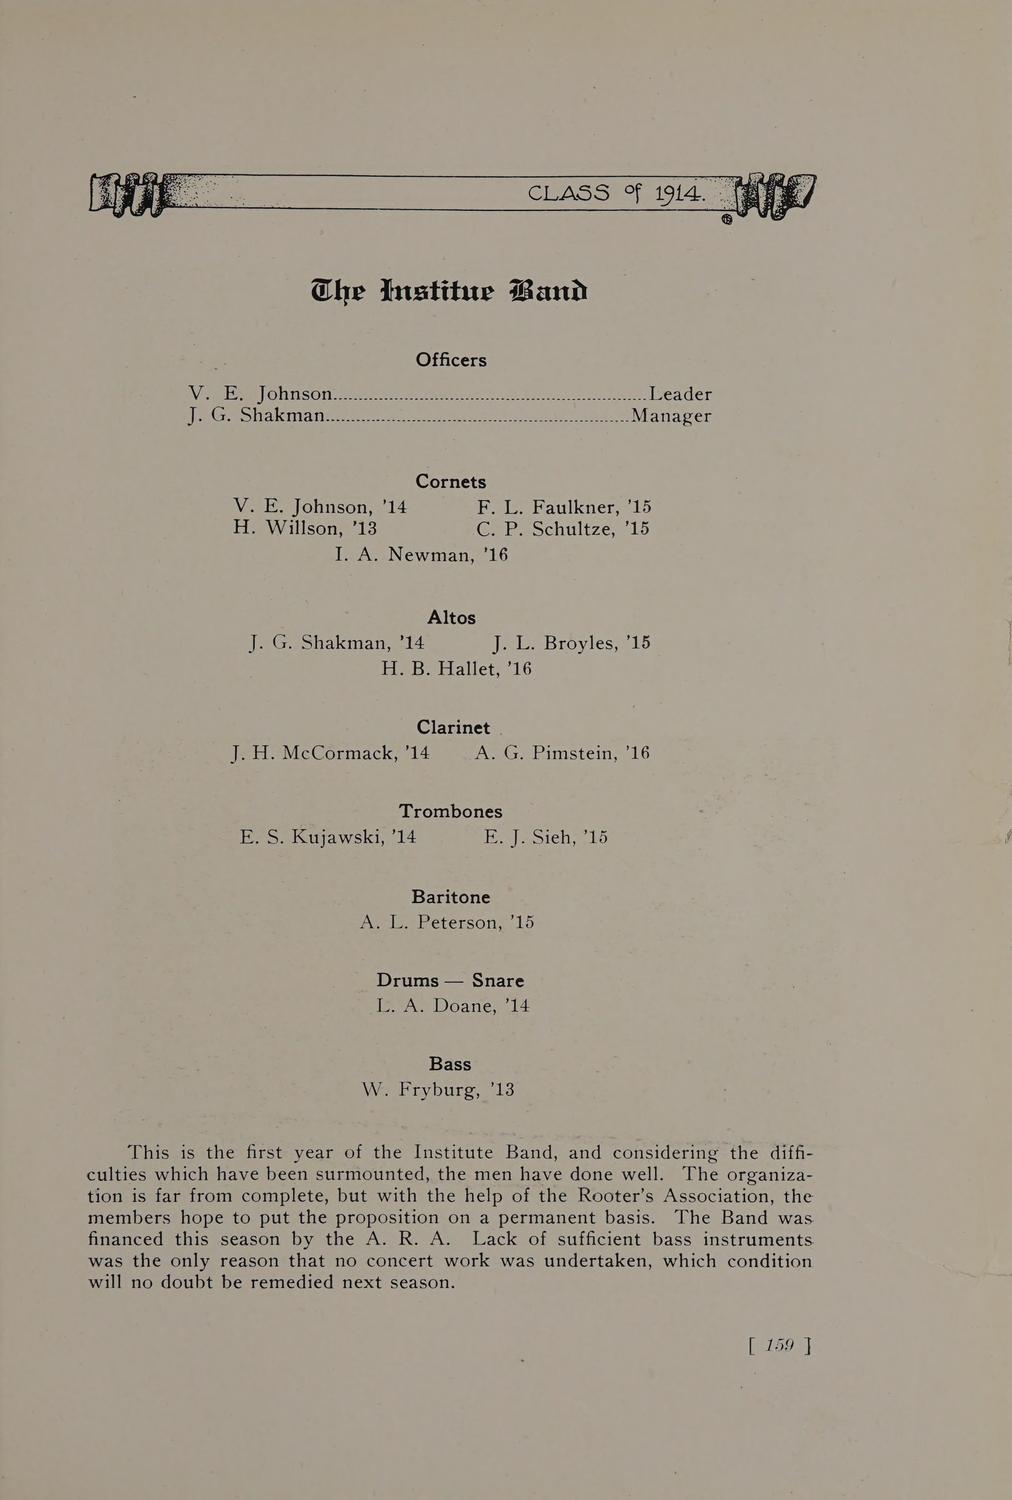 CLASS of 1914.
The Institue Band
Officers
V. E. Johnson Leader
J. G. Shakman Manager
Cornets
V. E. Johnson, '14 F. L. Faulkner, '15
H. Willson, '13 C. P. Schultze, '15
I. A. Newman, '16
Altos
J. G. Shakman, '14 J. L. Broyles, '15
H. B. Hallet, '16
Clarinet
J. H. McCormack, '14 A. G. Pimstein, '16
Trombones
E. S. Kujawski, '14 E. J. Sieh, '15
Baritone
A. L. Peterson, '15
Drums — Snare
L. A. Doane, '14
Bass
W. Fryburg, '13
This is the first year of the Institute Band, and considering the diffi-
culties which have been surmounted, the men have done well. The organiza-
tion is far from complete, but with the help of the Rooter's Association, the
members hope to put the proposition on a permanent basis. The Band was
financed this season by the A. R. A. Lack of sufficient bass instruments
was the only reason that no concert work was undertaken, which condition
will no doubt be remedied next season.
[ 159 ]